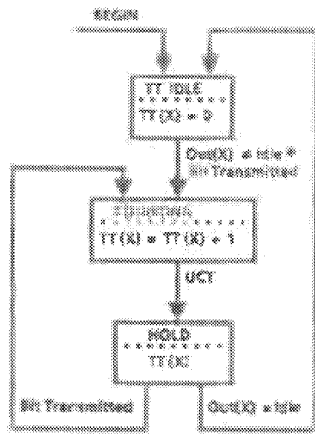 BEGIN
TT IDLE
TT(X) = 0
Out(X) ≠ Idle *
Bit Transmitted
TT(X) = TT(X) + 1
UCT
HOLD
TT(X)
Bit Transmitted
Out(X) = Idle